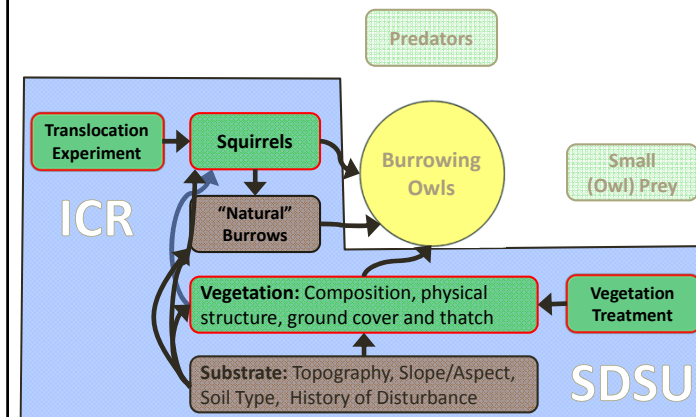 Predators
Translocation
Experiment
Squirrels
Burrowing
Owls
Small
(Owl) Prey
ICR
“Natural”
Burrows
Vegetation: Composition, physical
structure, ground cover and thatch
Vegetation
Treatment
Substrate: Topography, Slope/Aspect,
Soil Type, History of Disturbance
SDSU